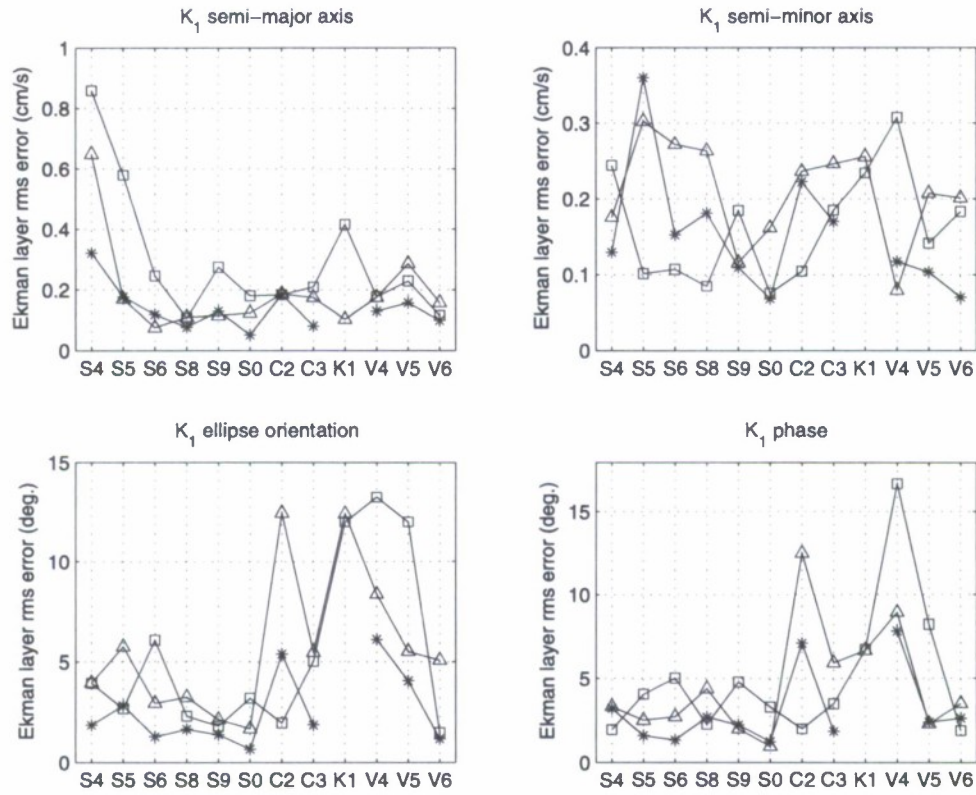 K1 semi-major axis
Ekman layer rms error (cm/s)
1
0.8
0.6
0.4
0.2
0
S4 S5 S6 S8 S9 S0 C2 C3 K1 V4 V5 V6
K1 semi-minor axis
Ekman layer rms error (cm/s)
0.4
0.3
0.2
0.1
0
S4 S5 S6 S8 S9 S0 C2 C3 K1 V4 V5 V6
K1 ellipse orientation
Ekman layer rms error (deg.)
15
10
5
0
S4 S5 S6 S8 S9 S0 C2 C3 K1 V4 V5 V6
K1 phase
Ekman layer rms error (deg.)
15
10
5
0
S4 S5 S6 S8 S9 S0 C2 C3 K1 V4 V5 V6